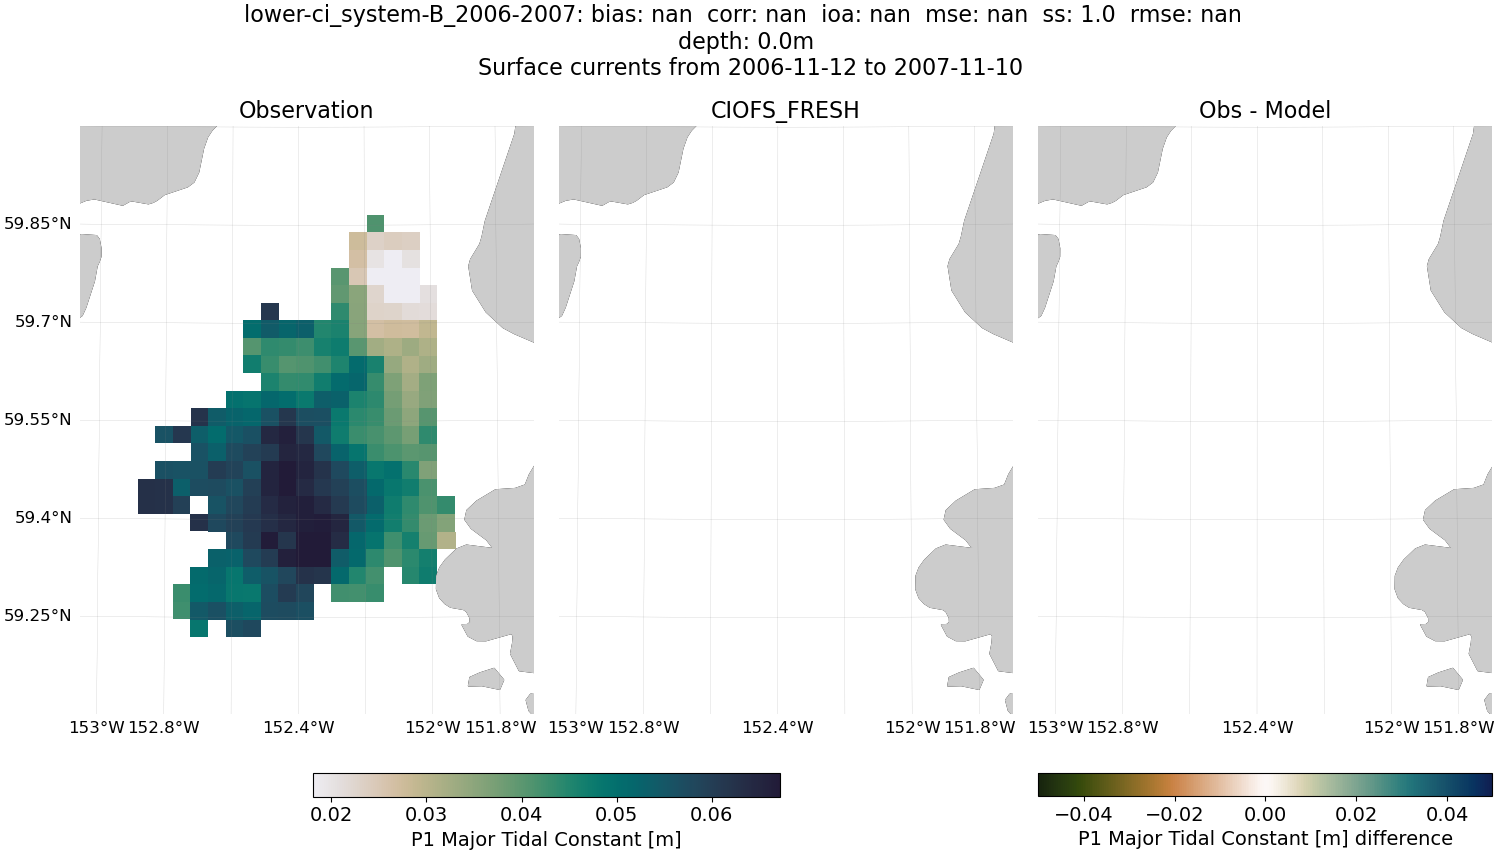 lower-ci_system-B_2006-2007: bias: nan  corr: nan  ioa: nan  mse: nan  ss: 1.0  rmse: nan
depth: 0.0m
Surface currents from 2006-11-12 to 2007-11-10
Observation
CIOFS_FRESH
Obs - Model
59.85°N
59.7°N
59.55°N
59.4°N
59.25°N
153°W 152.8°W 152.4°W 152°W 151.8°W
153°W 152.8°W 152.4°W 152°W 151.8°W
153°W 152.8°W 152.4°W 152°W 151.8°W
0.02 0.03 0.04 0.05 0.06
P1 Major Tidal Constant [m]
−0.04 −0.02 0.00 0.02 0.04
P1 Major Tidal Constant [m] difference